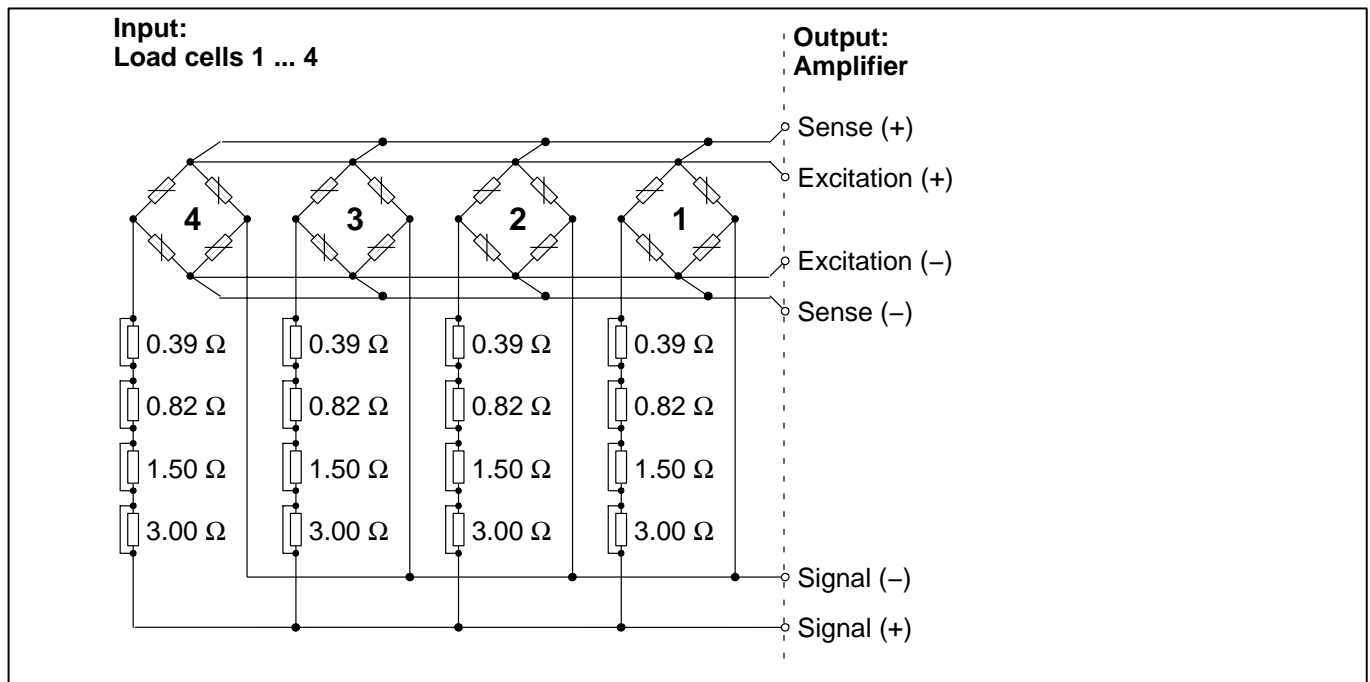 Input:
Load cells 1 ... 4
Output:
Amplifier
Sense (+)
Excitation (+)
4 3 2 1
Excitation (–)
Sense (–)
0.39 Ω 0.39 Ω 0.39 Ω 0.39 Ω
0.82 Ω 0.82 Ω 0.82 Ω 0.82 Ω
1.50 Ω 1.50 Ω 1.50 Ω 1.50 Ω
3.00 Ω 3.00 Ω 3.00 Ω 3.00 Ω
Signal (–)
Signal (+)